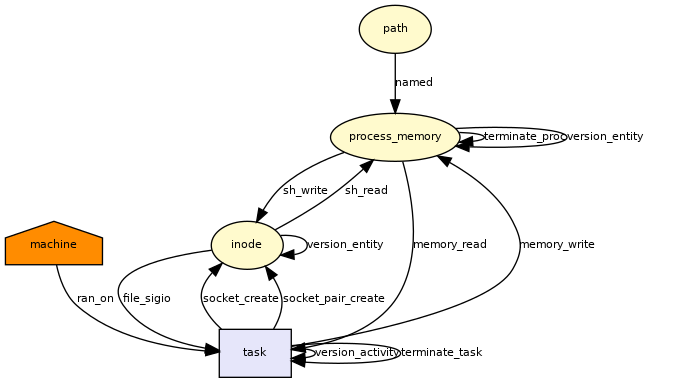 path
named
process_memory
terminate_proc
version_entity
sh_write
sh_read
machine
inode
version_entity
memory_read
memory_write
ran_on
file_sigio
socket_create
socket_pair_create
task
version_activity
terminate_task